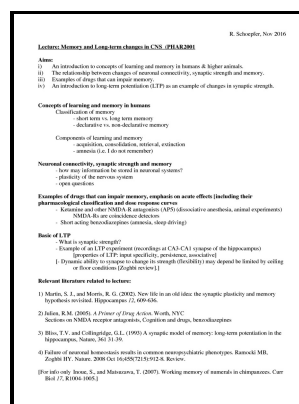 R. Schoepfer, Nov 2016
Lecture: Memory and Long-term changes in CNS (PHAR2001
Aims:
i) An introduction to concepts of learning and memory in humans & higher animals.
ii) The relationship between changes of neuronal connectivity, synaptic strength and memory.
iii) Examples of drugs that can impair memory.
iv) An introduction to long-term potentiation (LTP) as an example of changes in synaptic strength.
Concepts of learning and memory in humans
Classification of memory
- short term vs. long term memory
- declarative vs. non-declarative memory
Components of learning and memory
- acquisition, consolidation, retrieval, extinction
- amnesia (i.e. I do not remember)
Neuronal connectivity, synaptic strength and memory
- how may information be stored in neuronal systems?
- plasticity of the nervous system
- open questions
Examples of drugs that can impair memory, emphasis on acute effects [including their
pharmacological classification and dose response curves
- Ketamine and other NMDA-R antagonists (AP5) (dissociative anesthesia, animal experiments)
NMDA-Rs are coincidence detectors
- Short acting benzodiazepines (amnesia, sleep driving)
Basic of LTP
- What is synaptic strength?
- Example of an LTP experiment (recordings at CA3-CA1 synapse of the hippocampus)
[properties of LTP: input specificity, persistence, associative]
[- Dynamic ability to synapse to change its strength (flexibility) may depend be limited by ceiling
or floor conditions [Zoghbi review].]
Relevant literature related to lecture:
1) Martin, S. J., and Morris, R. G. (2002). New life in an old idea: the synaptic plasticity and memory
hypothesis revisited. Hippocampus 12, 609-636.
2) Julien, R.M. (2005). A Primer of Drug Action. Worth, NYC
Sections on NMDA receptor antagonists, Cognition and drugs, benzodiazepines
3) Bliss, T.V. and Collingridge, G.L. (1993) A synaptic model of memory: long-term potentiation in the
hippocampus, Nature, 361 31-39.
4) Failure of neuronal homeostasis results in common neuropsychiatric phenotypes. Ramocki MB,
Zoghbi HY. Nature. 2008 Oct 16;455(7215):912-8. Review.
[For info only Inoue, S., and Matsuzawa, T. (2007). Working memory of numerals in chimpanzees. Curr
Biol 17, R1004-1005.]